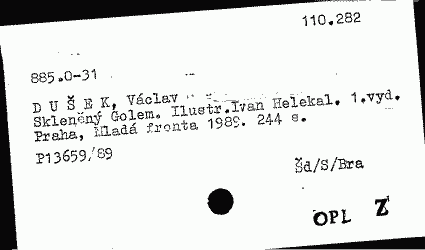 110.282
885.0-31
D U Š E K, Václav
Skleněný Golem. Ilustr.Ivan Helekal. 1.vyd.
Praha, Mladá fronta 1989. 244 s.
P13659/89
Šd/S/Bra
OPL Z